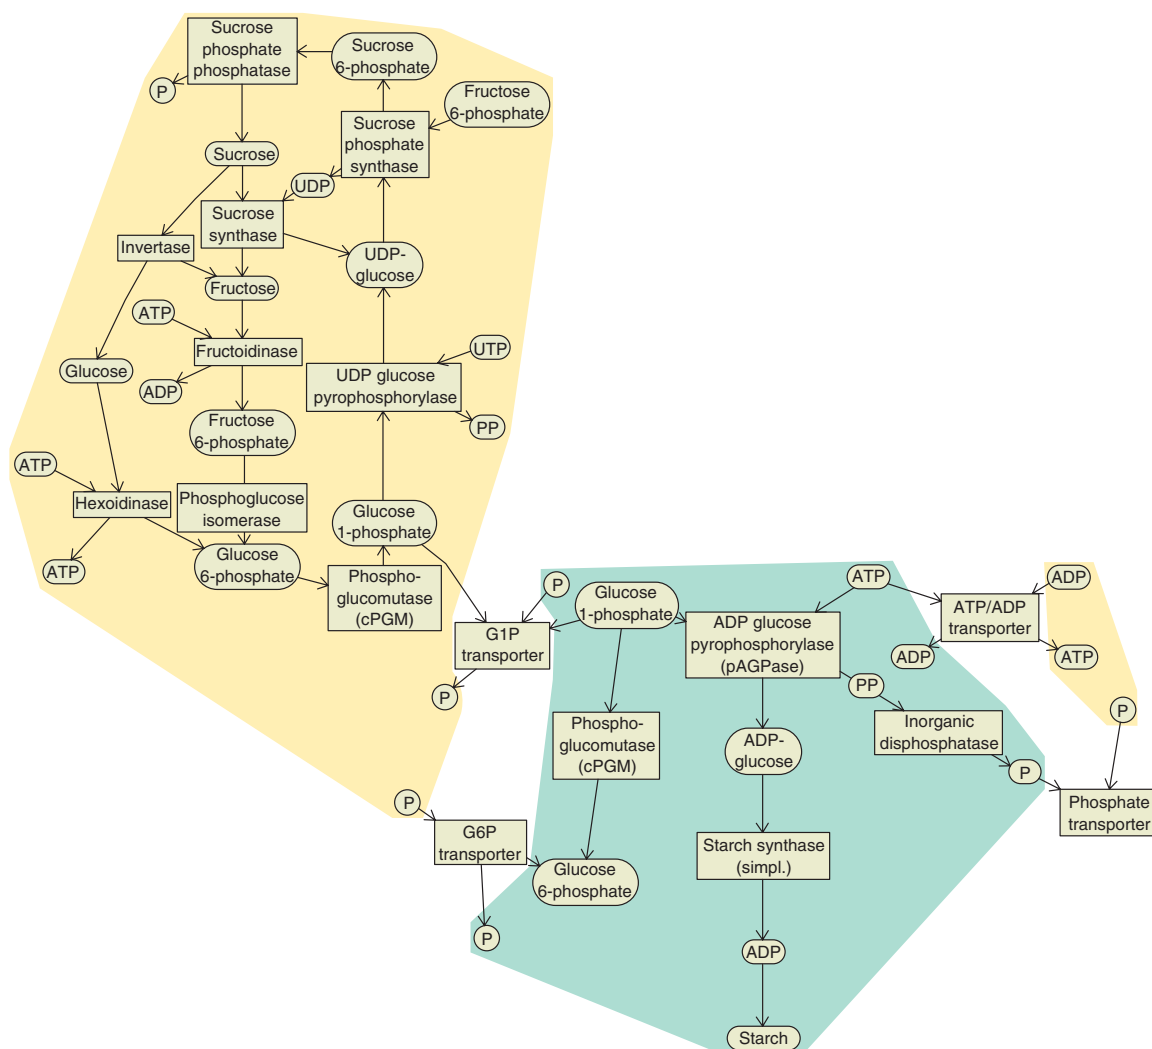 Sucrose
phosphate
phosphatase
Sucrose
6-phosphate
P
Fructose
6-phosphate
Sucrose
phosphate
synthase
Sucrose
UDP
Sucrose
synthase
Invertase
UDP-
glucose
Fructose
ATP
Fructoidinase
UTP
Glucose
ADP
UDP glucose
pyrophosphorylase
Fructose
6-phosphate
PP
ATP
Hexoidinase
Phosphoglucose
isomerase
Glucose
1-phosphate
ATP
Glucose
6-phosphate
Phospho-
glucomutase
(cPGM)
P
Glucose
1-phosphate
ATP
ADP
G1P
transporter
ADP glucose
pyrophosphorylase
(pAGPase)
ATP/ADP
transporter
ADP
ATP
P
PP
P
Phospho-
glucomutase
(cPGM)
ADP-
glucose
Inorganic
disphosphatase
P
P
Phosphate
transporter
G6P
transporter
Starch synthase
(simpl.)
Glucose
6-phosphate
P
ADP
Starch